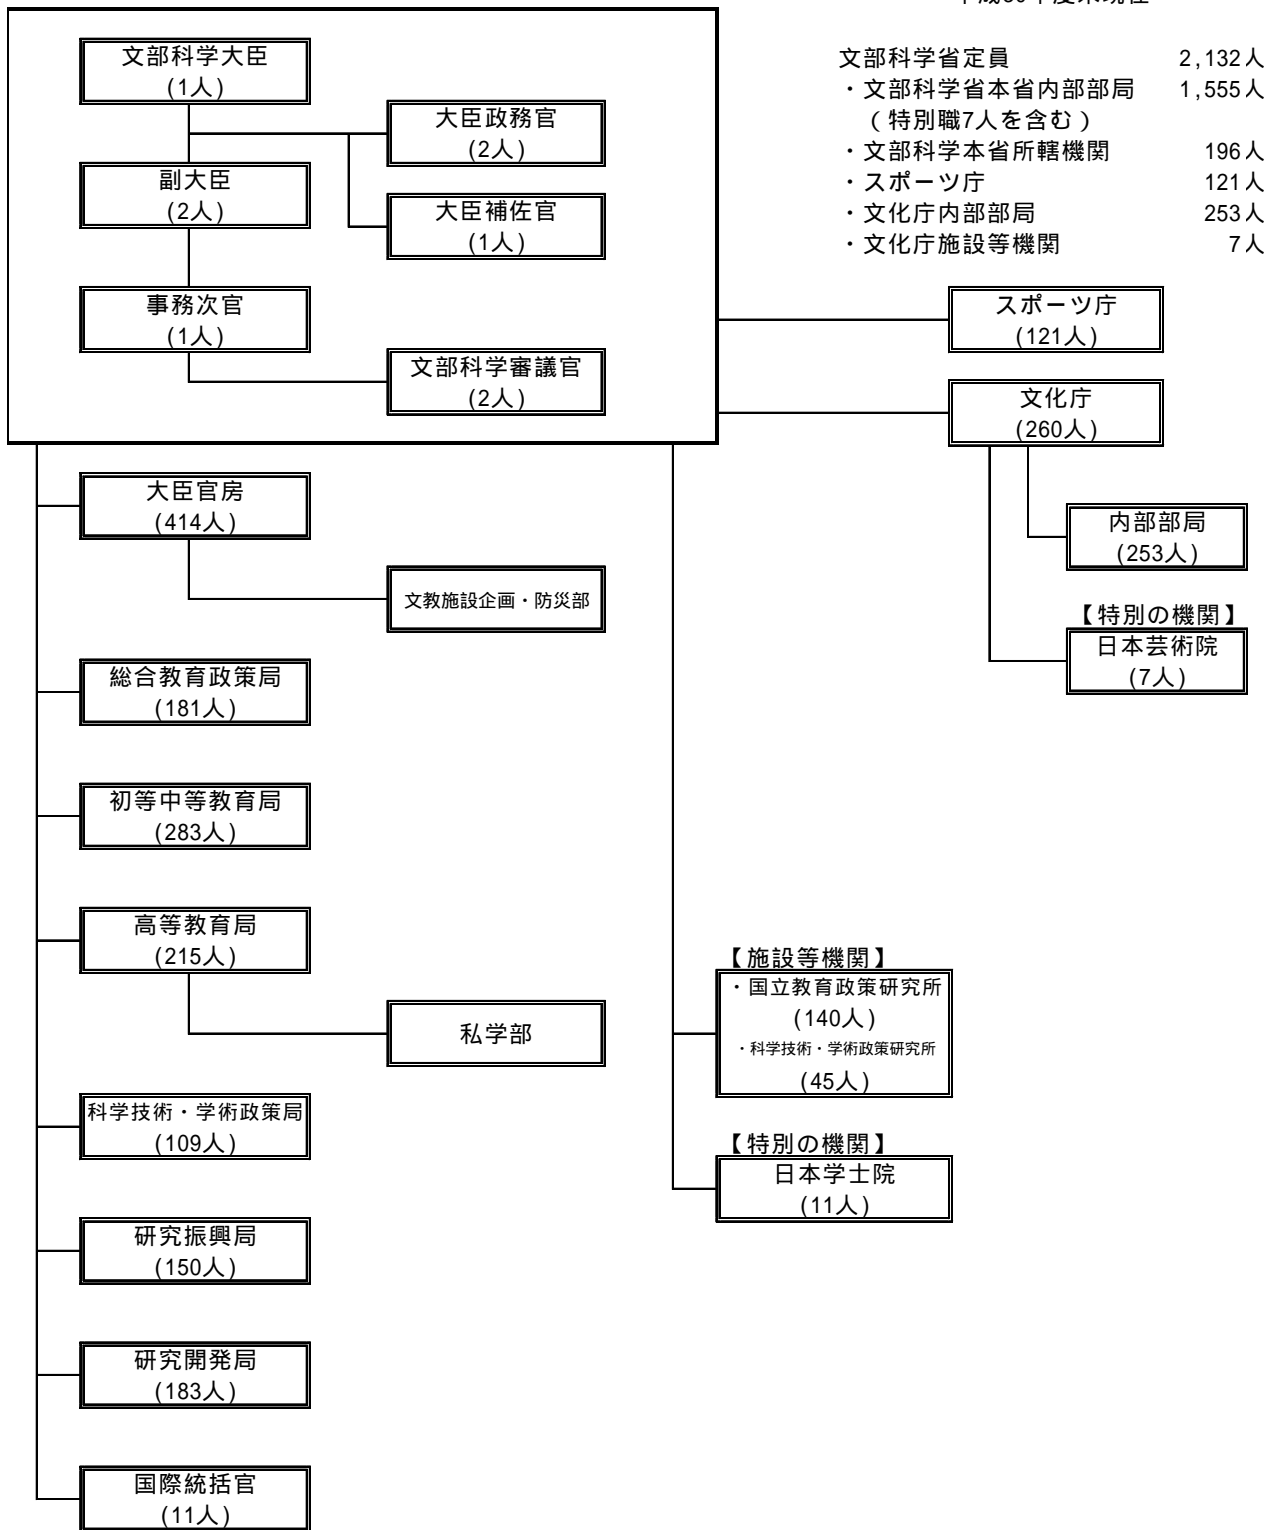 文部科学大臣
(1人)
大臣政務官
(2人)
副大臣
(2人)
大臣補佐官
(1人)
事務次官
(1人)
文部科学審議官
(2人)
文部科学省定員 2,132人
・文部科学省本省内部部局 1,555人
(特別職7人を含む)
・文部科学本省所轄機関 196人
・スポーツ庁 121人
・文化庁内部部局 253人
・文化庁施設等機関 7人
スポーツ庁
(121人)
文化庁
(260人)
内部部局
(253人)
【特別の機関】
日本芸術院
(7人)
大臣官房
(414人)
文教施設企画・防災部
総合教育政策局
(181人)
初等中等教育局
(283人)
高等教育局
(215人)
私学部
科学技術・学術政策局
(109人)
研究振興局
(150人)
研究開発局
(183人)
国際統括官
(11人)
【施設等機関】
・国立教育政策研究所
(140人)
・科学技術・学術政策研究所
(45人)
【特別の機関】
日本学士院
(11人)